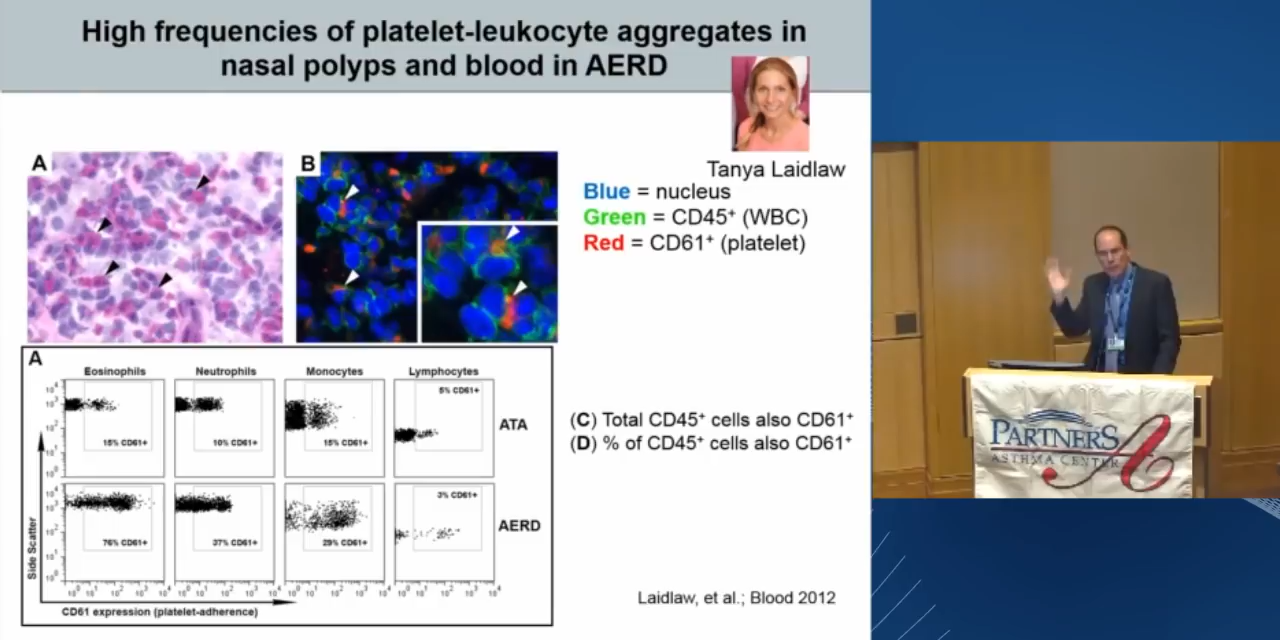 High frequencies of platelet-leukocyte aggregates in
nasal polyps and blood in AERD
Tanya Laidlaw
A
B
Blue = nucleus
Green = CD45⁺ (WBC)
Red = CD61⁺ (platelet)
A
Eosinophils Neutrophils Monocytes Lymphocytes
15% CD61+ 10% CD61+ 15% CD61+ 5% CD61+
ATA
76% CD61+ 37% CD61+ 29% CD61+ 3% CD61+
AERD
Side Scatter
CD61 expression (platelet-adherence)
(C) Total CD45⁺ cells also CD61⁺
(D) % of CD45⁺ cells also CD61⁺
Laidlaw, et al.; Blood 2012
PARTNERS
ASTHMA CENTER